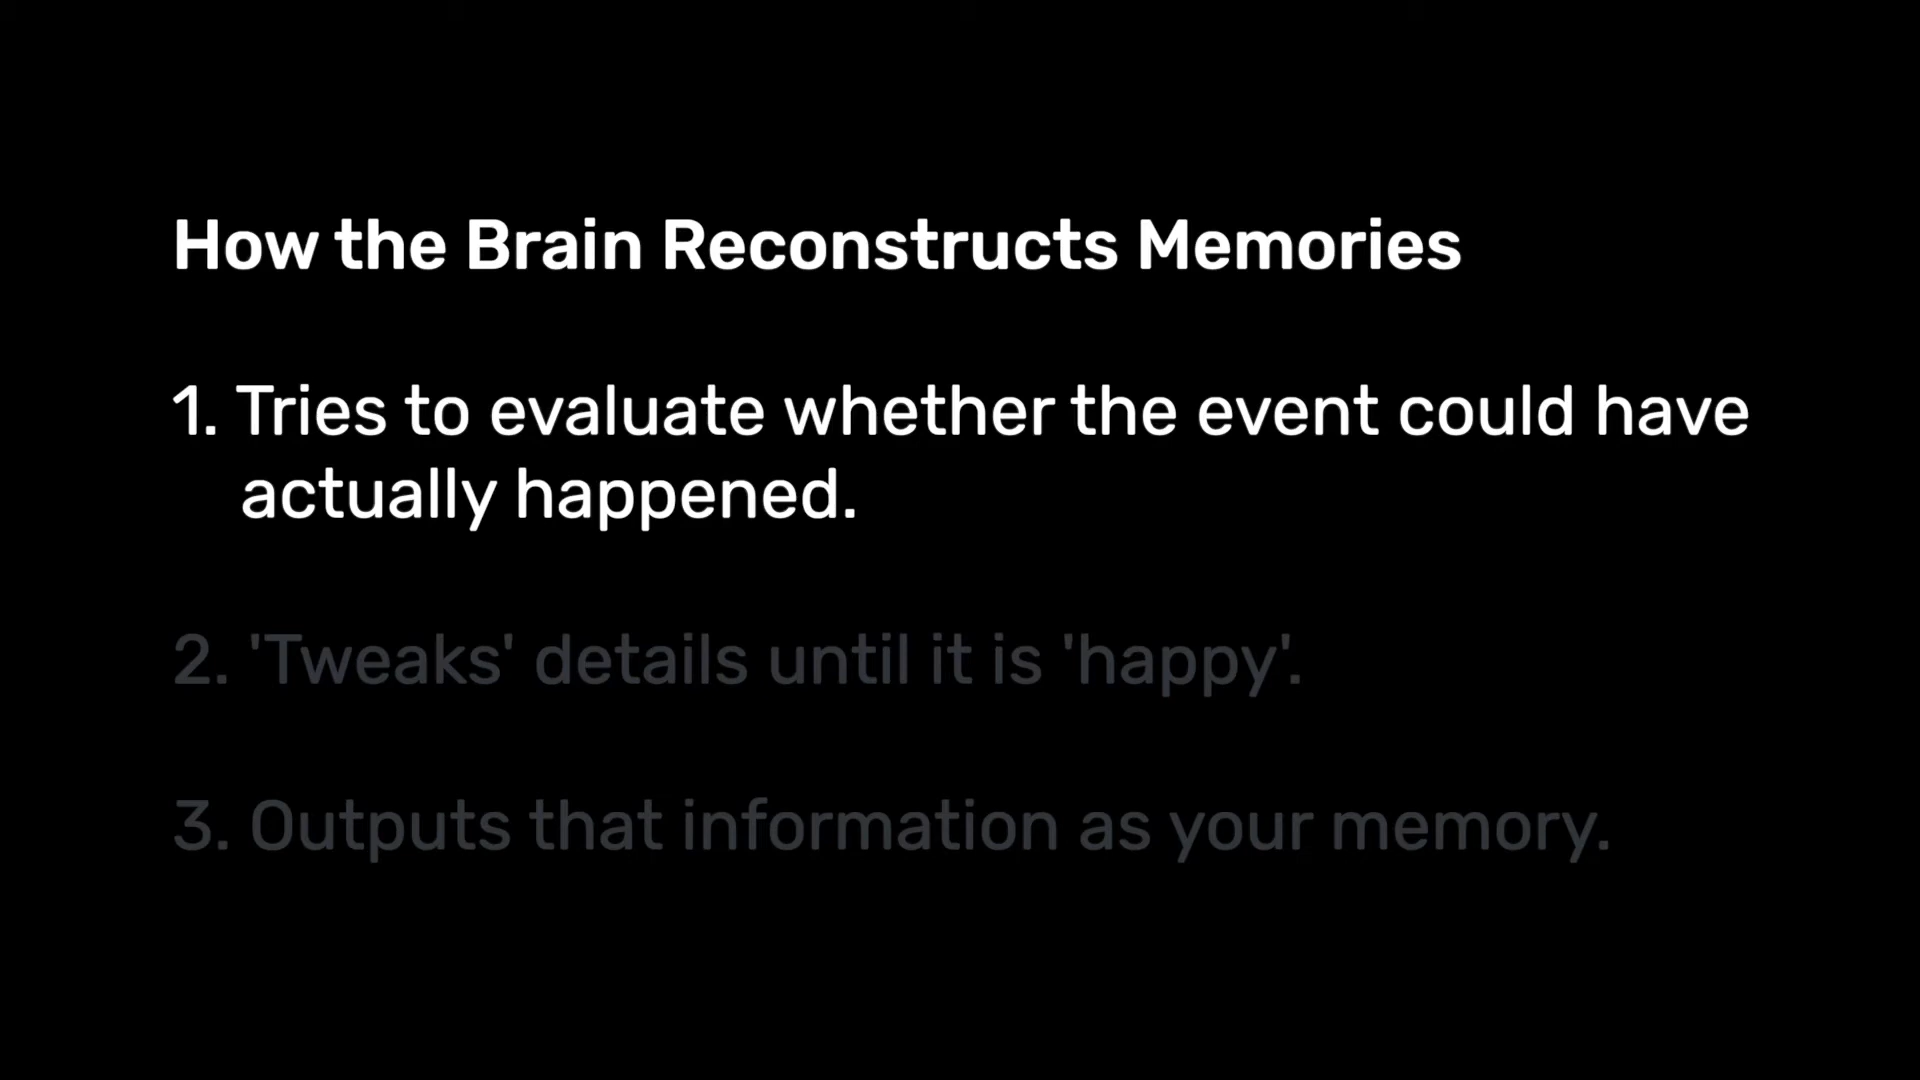 How the Brain Reconstructs Memories
1. Tries to evaluate whether the event could have
actually happened.
2. 'Tweaks' details until it is 'happy'.
3. Outputs that information as your memory.